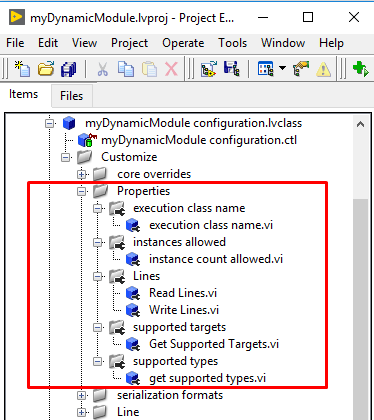 myDynamicModule.lvproj - Project E...
File Edit View Project Operate Tools Window
Items Files
myDynamicModule configuration.lvclass
myDynamicModule configuration.ctl
Customize
core overrides
Properties
execution class name
execution class name.vi
instances allowed
instance count allowed.vi
Lines
Read Lines.vi
Write Lines.vi
supported targets
Get Supported Targets.vi
supported types
get supported types.vi
serialization formats
Line